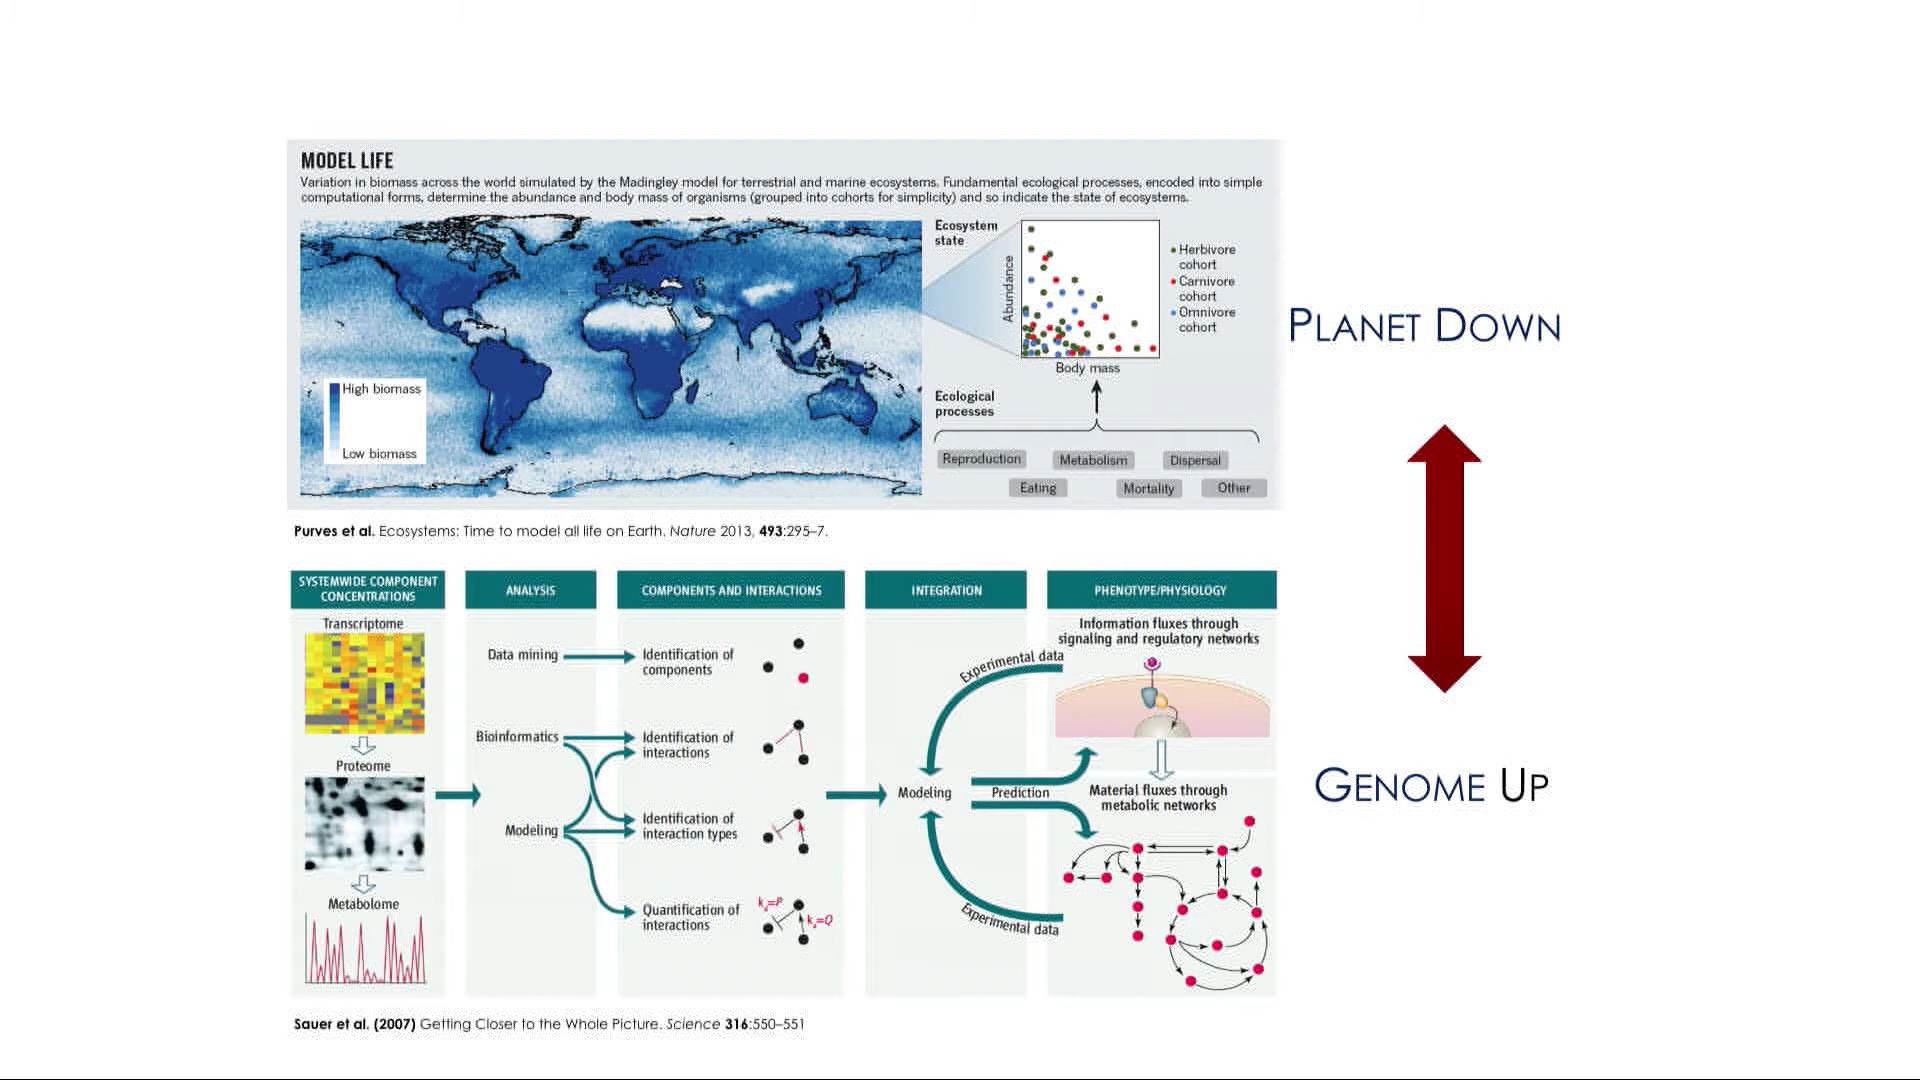 MODEL LIFE
Variation in biomass across the world simulated by the Madingley model for terrestrial and marine ecosystems. Fundamental ecological processes, encoded into simple
computational forms, determine the abundance and body mass of organisms (grouped into cohorts for simplicity) and so indicate the state of ecosystems.
High biomass
Low biomass
Ecosystem
state
Abundance
Body mass
Herbivore
cohort
Carnivore
cohort
Omnivore
cohort
Ecological
processes
Reproduction
Metabolism
Dispersal
Eating
Mortality
Other
Purves et al. Ecosystems: Time to model all life on Earth. Nature 2013, 493:295–7.
PLANET DOWN
GENOME UP
SYSTEMWIDE COMPONENT
CONCENTRATIONS
Transcriptome
Proteome
Metabolome
ANALYSIS
Data mining
Bioinformatics
Modeling
COMPONENTS AND INTERACTIONS
Identification of
components
Identification of
interactions
Identification of
interaction types
Quantification of
interactions
k =P
k =Q
INTEGRATION
Experimental data
Modeling
Prediction
Experimental data
PHENOTYPE/PHYSIOLOGY
Information fluxes through
signaling and regulatory networks
Material fluxes through
metabolic networks
Sauer et al. (2007) Getting Closer to the Whole Picture. Science 316:550–551